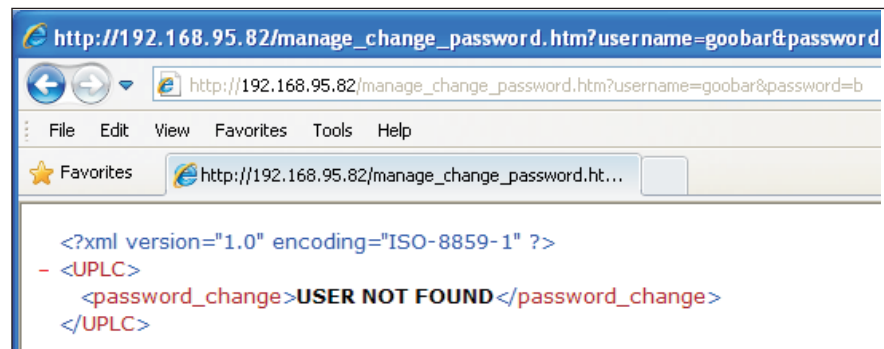 http://192.168.95.82/manage_change_password.htm?username=goobar&password
http://192.168.95.82/manage_change_password.htm?username=goobar&password=b
File Edit View Favorites Tools Help
Favorites http://192.168.95.82/manage_change_password.ht...
<?xml version="1.0" encoding="ISO-8859-1" ?>
- <UPLC>
<password_change>USER NOT FOUND</password_change>
</UPLC>